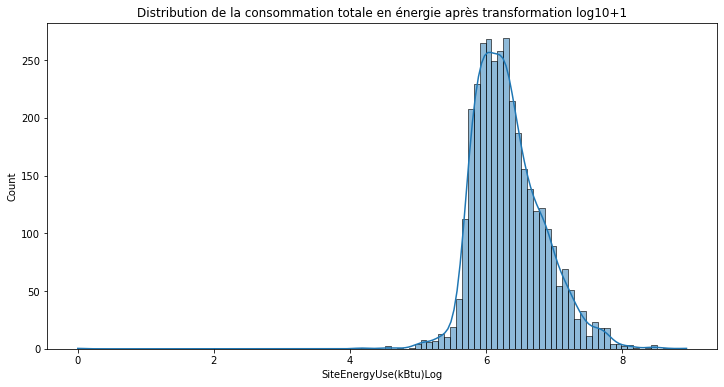 Distribution de la consommation totale en énergie après transformation log10+1
250
200
150
100
50
0
Count
0 2 4 6 8
SiteEnergyUse(kBtu)Log